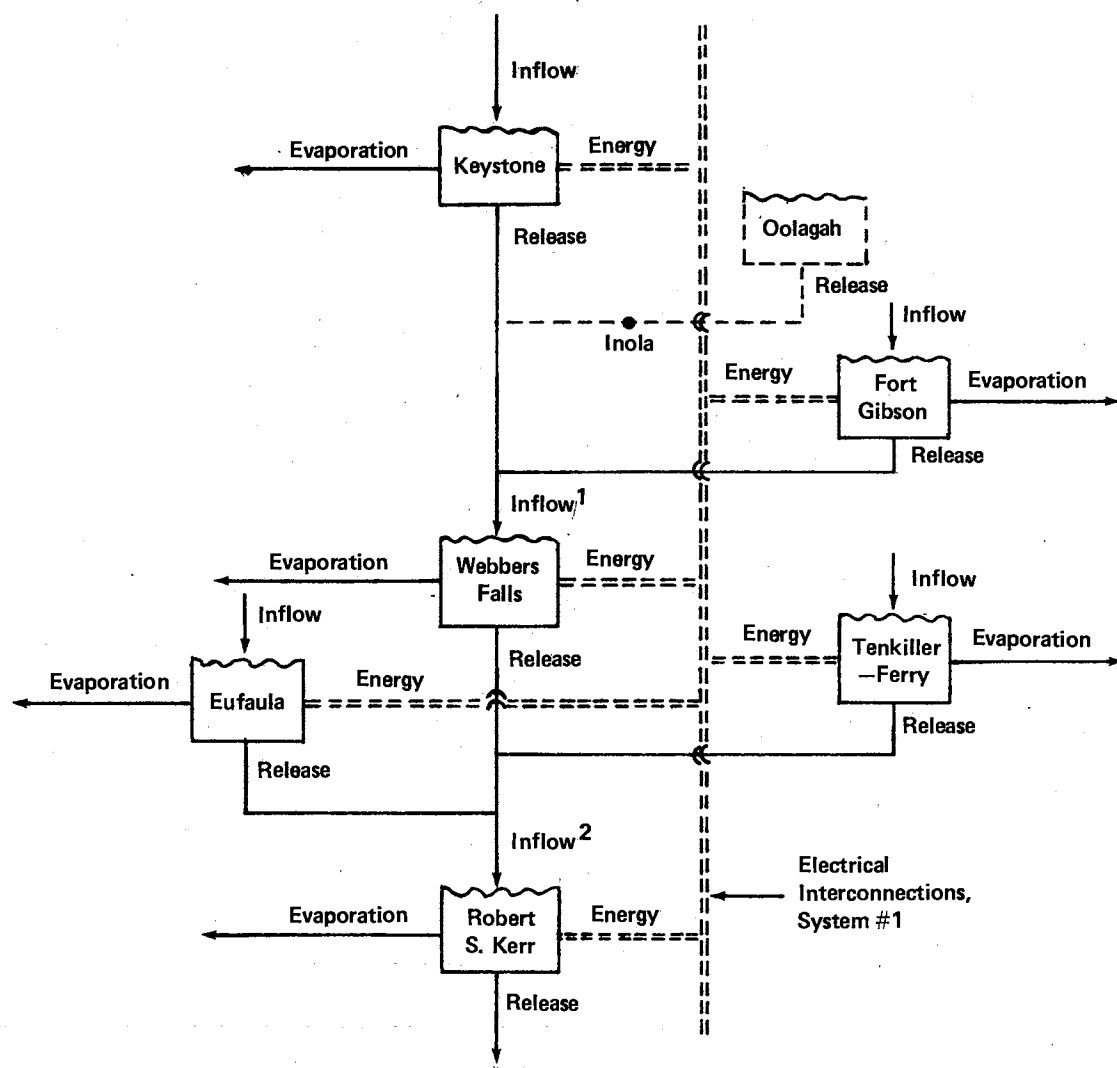 Inflow
Evaporation
Keystone
Energy
Release
Oolagah
Release
Inola
Inflow
Energy
Fort
Gibson
Evaporation
Release
Inflow1
Evaporation
Webbers
Falls
Energy
Release
Inflow
Energy
Tenkiller
—Ferry
Evaporation
Release
Inflow
Evaporation
Eufaula
Energy
Release
Inflow2
Evaporation
Robert
S. Kerr
Energy
Release
Electrical
Interconnections,
System #1